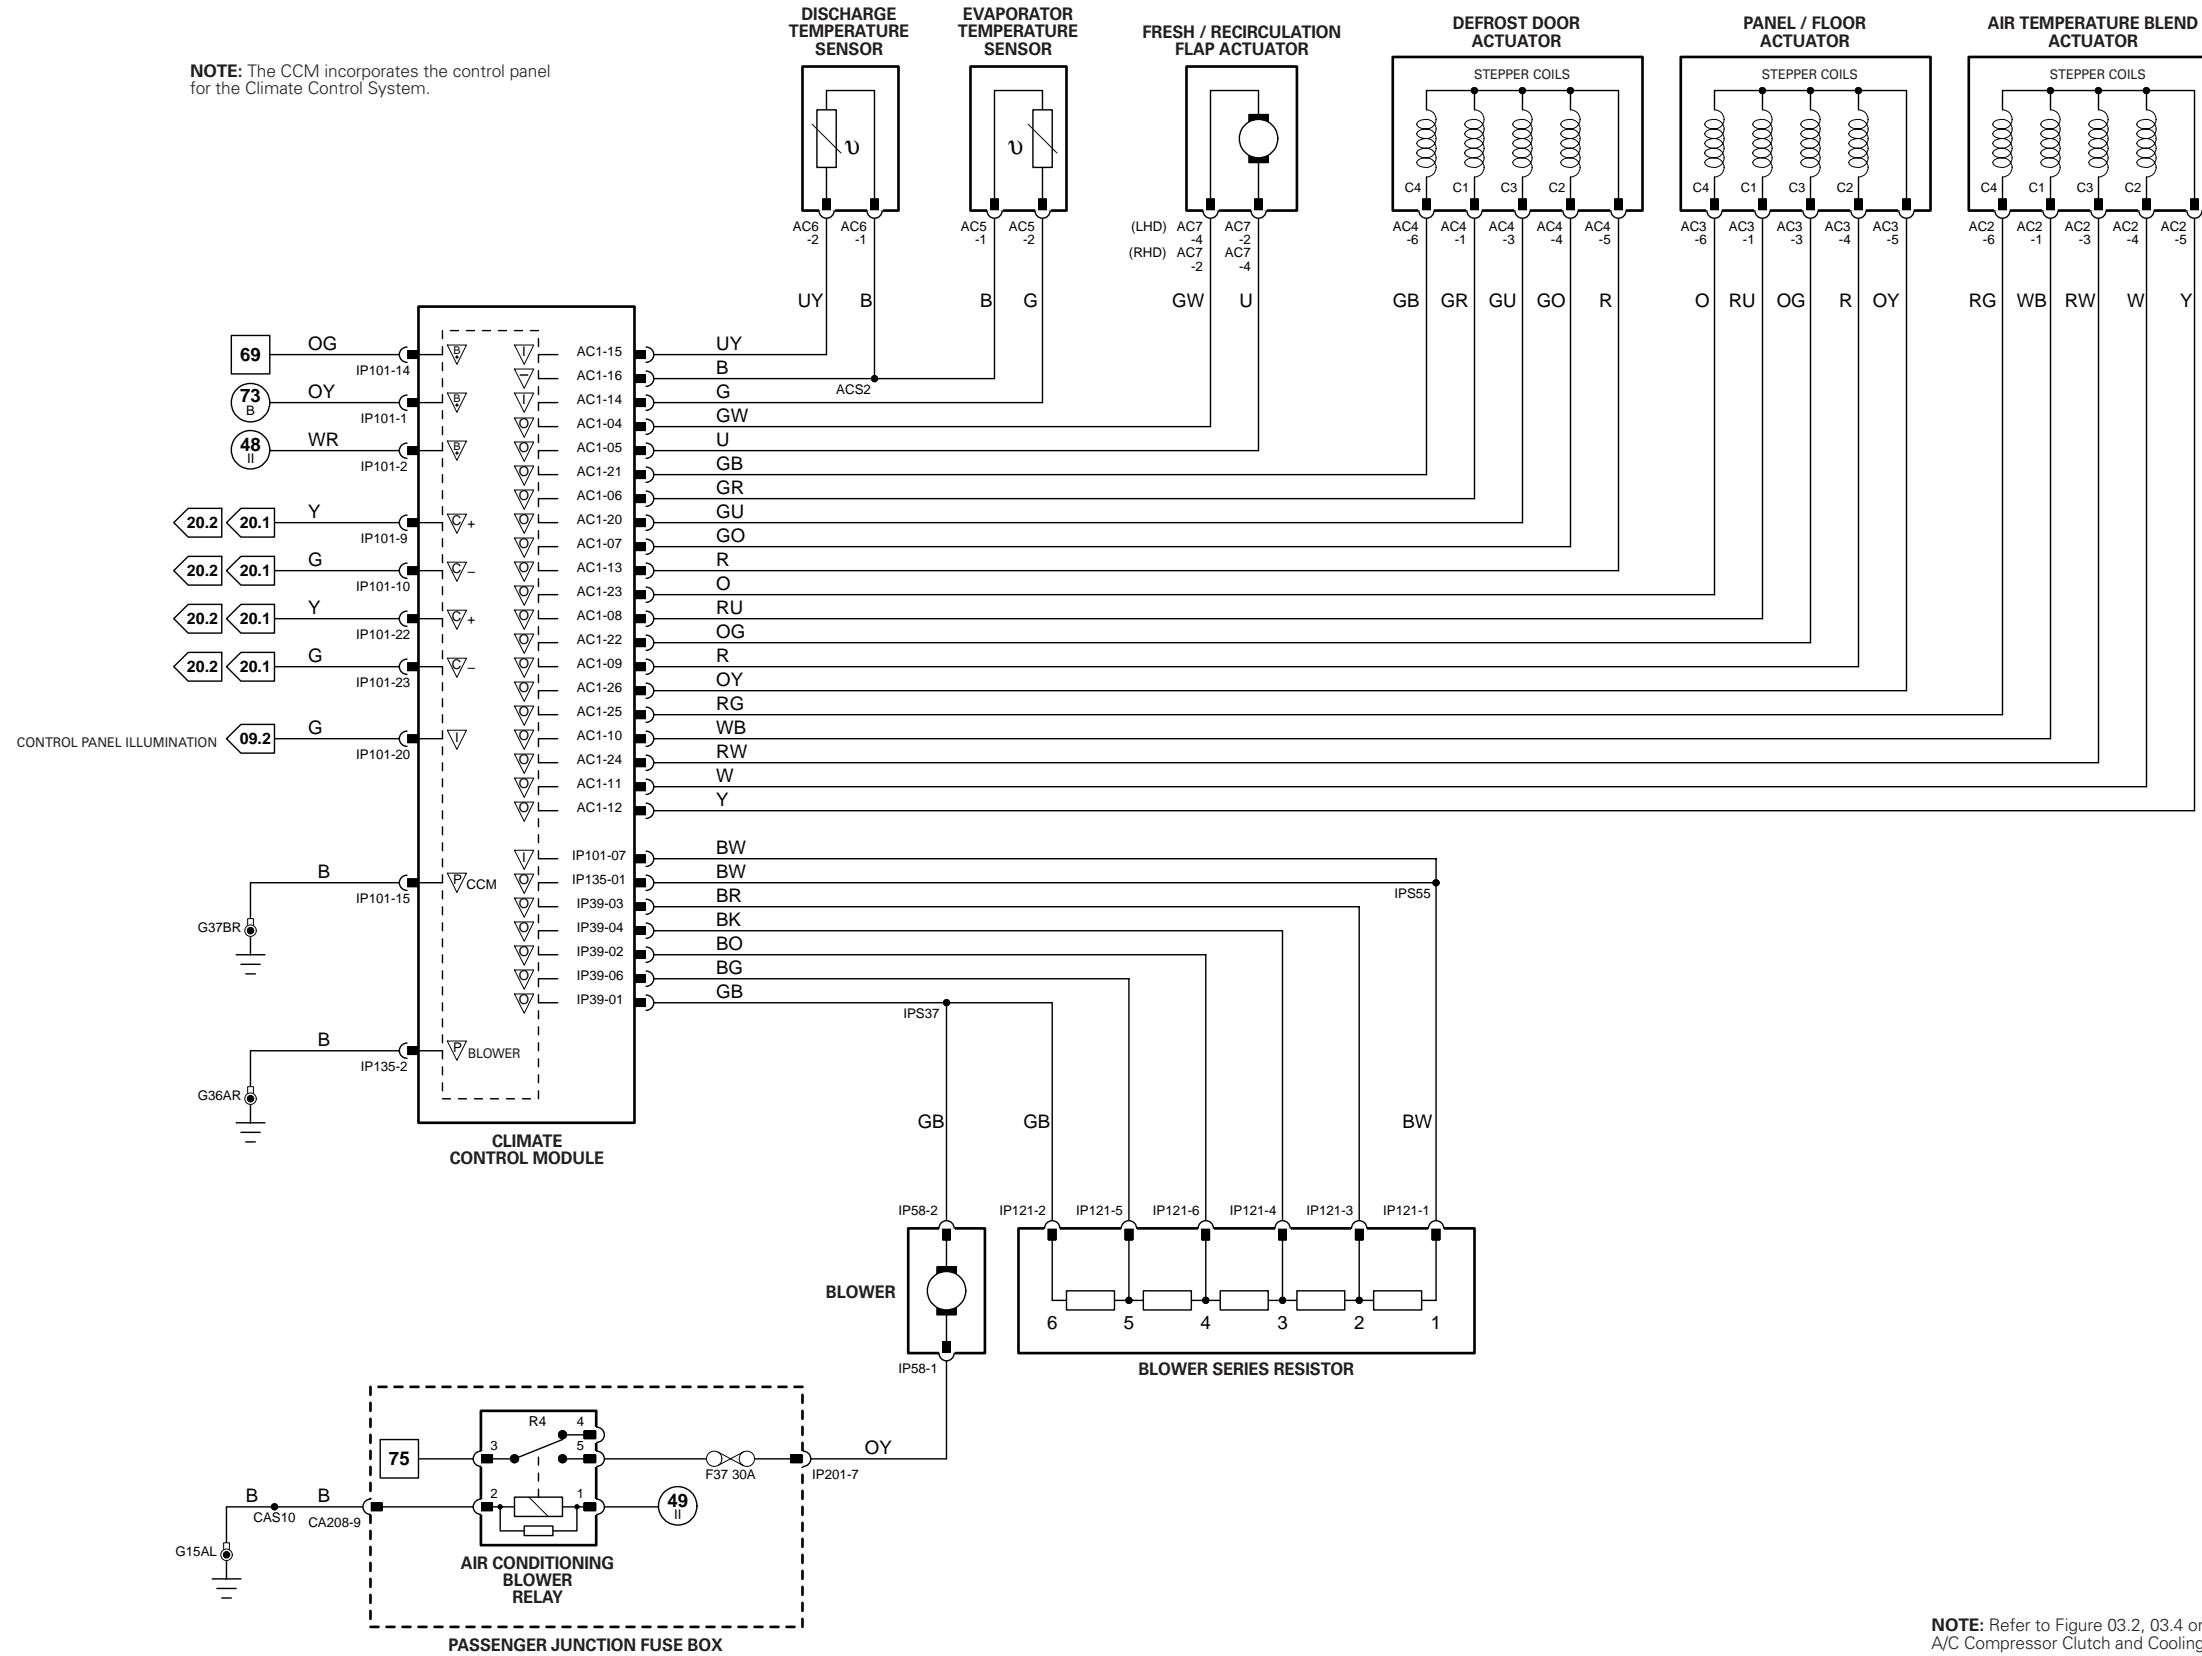 DISCHARGE
TEMPERATURE
SENSOR
EVAPORATOR
TEMPERATURE
SENSOR
FRESH / RECIRCULATION
FLAP ACTUATOR
DEFROST DOOR
ACTUATOR
PANEL / FLOOR
ACTUATOR
AIR TEMPERATURE BLEND
ACTUATOR
NOTE: The CCM incorporates the control panel
for the Climate Control System.
STEPPER COILS
STEPPER COILS
STEPPER COILS
υ υ
C4 C1 C3 C2
C4 C1 C3 C2
C4 C1 C3 C2
AC6 -2 AC6 -1
AC5 -1 AC5 -2
(LHD) AC7 -4 AC7 -2
(RHD) AC7 -2 AC7 -4
AC4 -6 AC4 -1 AC4 -3 AC4 -4 AC4 -5
AC3 -6 AC3 -1 AC3 -3 AC3 -4 AC3 -5
AC2 -6 AC2 -1 AC2 -3 AC2 -4 AC2 -5
UY B B G GW U GB GR GU GO R O RU OG R OY RG WB RW W Y
69 OG IP101-14 B+
73 B OY IP101-1 B+
48 II WR IP101-2 B+
20.2 20.1 Y IP101-9 C +
20.2 20.1 G IP101-10 C –
20.2 20.1 Y IP101-22 C +
20.2 20.1 G IP101-23 C –
CONTROL PANEL ILLUMINATION 09.2 G IP101-20 I
B IP101-15 P CCM
G37BR
B IP135-2 P BLOWER
G36AR
I AC1-15 UY
– AC1-16 B
ACS2
I AC1-14 G
O AC1-04 GW
O AC1-05 U
O AC1-21 GB
O AC1-06 GR
O AC1-20 GU
O AC1-07 GO
O AC1-13 R
O AC1-23 O
O AC1-08 RU
O AC1-22 OG
O AC1-09 R
O AC1-26 OY
O AC1-25 RG
O AC1-10 WB
O AC1-24 RW
O AC1-11 W
O AC1-12 Y
I IP101-07 BW
O IP135-01 BW
IPS55
O IP39-03 BR
O IP39-04 BK
O IP39-02 BO
O IP39-06 BG
O IP39-01 GB
IPS37
CLIMATE
CONTROL MODULE
GB GB BW
IP58-2 IP121-2 IP121-5 IP121-6 IP121-4 IP121-3 IP121-1
BLOWER
6 5 4 3 2 1
IP58-1
BLOWER SERIES RESISTOR
R4 4
75 3 5
F37 30A IP201-7 OY
B B 2 1 49 II
CAS10 CA208-9
G15AL
AIR CONDITIONING
BLOWER
RELAY
PASSENGER JUNCTION FUSE BOX
NOTE: Refer to Figure 03.2, 03.4 or
A/C Compressor Clutch and Cooling